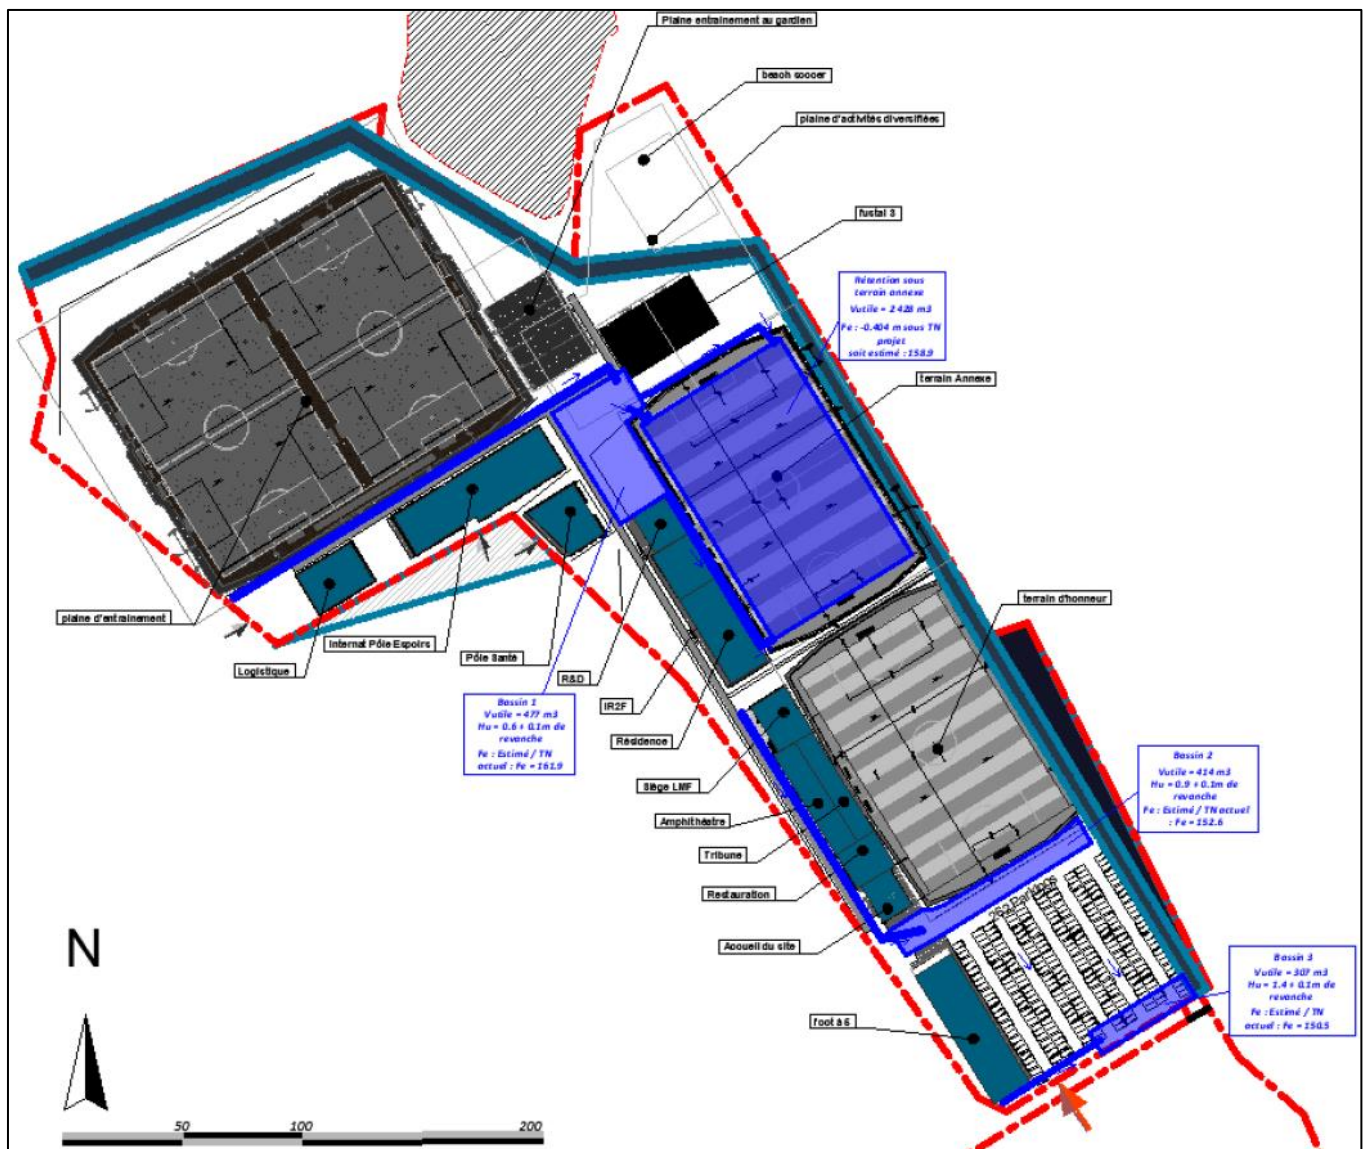 Plaine entrainement au gardien
beach soccer
plaine d'activités diversifiées
fustal 3
Rétention sous
terrain annexe
Vutile = 2 428 m3
Fe : -0.404 m sous TN
projet
soit estimé : 158.9
terrain Annexe
terrain d'honneur
plaine d'entrainement
Logistique
Internat Pôle Espoirs
Pôle Santé
R&D
IR2F
Résidence
Siège LMF
Amphithéatre
Tribune
Restauration
Accueil du site
foot à 5
Bassin 1
Vutile = 477 m3
Hu = 0.6 + 0.1m de
revanche
Fe : Estimé / TN
actuel : Fe = 161.9
Bassin 2
Vutile = 414 m3
Hu = 0.9 + 0.1m de
revanche
Fe : Estimé / TN actuel
: Fe = 152.6
Bassin 3
Vutile = 307 m3
Hu = 1.4 + 0.1m de
revanche
Fe : Estimé / TN
actuel : Fe = 150.5
N
50 100 200